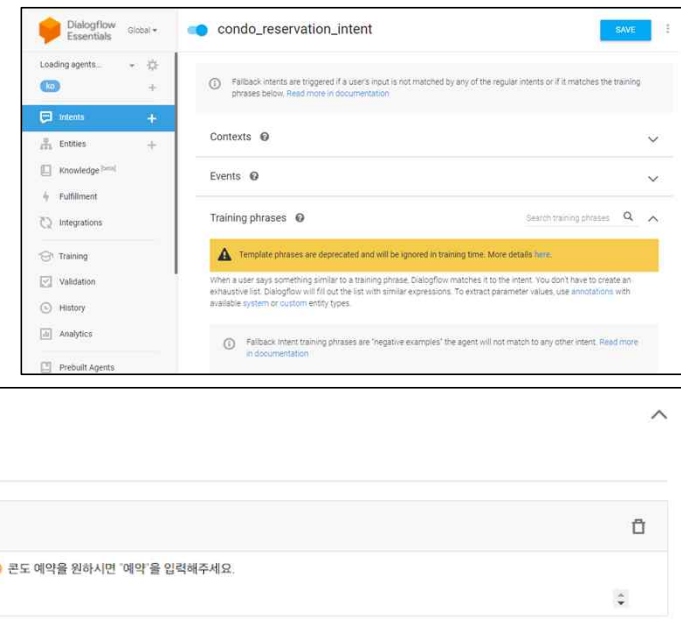 Dialogflow
Essentials
Global
condo_reservation_intent
SAVE
Loading agents...
ko
Intents
Entities
Knowledge [beta]
Fulfillment
Integrations
Training
Validation
History
Analytics
Prebuilt Agents
Fallback intents are triggered if a user's input is not matched by any of the regular intents or if it matches the training
phrases below. Read more in documentation
Contexts
Events
Training phrases
Search training phrases
Template phrases are deprecated and will be ignored in training time. More details here.
When a user says something similar to a training phrase, Dialogflow matches it to the intent. You don't have to create an
exhaustive list. Dialogflow will fill out the list with similar expressions. To extract parameter values, use annotations with
available system or custom entity types.
Fallback Intent training phrases are "negative examples" the agent will not match to any other intent. Read more
in documentation
콘도 예약을 원하시면 '예약'을 입력해주세요.